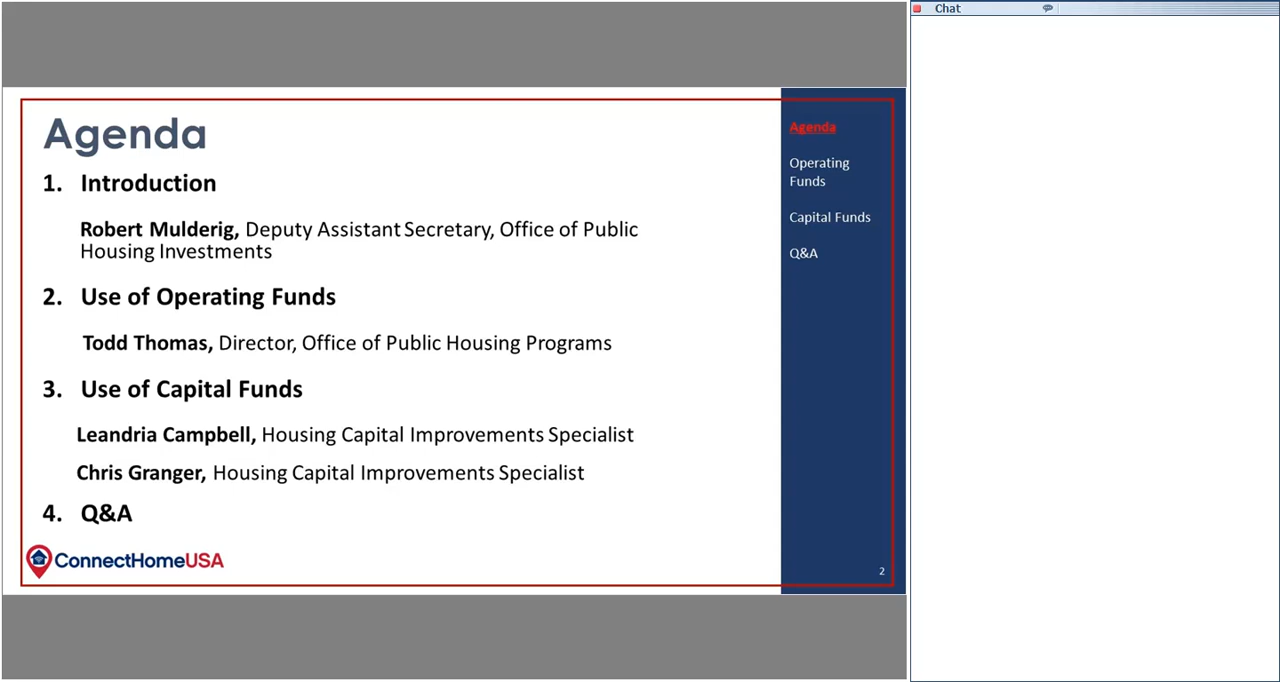 Chat
Agenda
1. Introduction
Robert Mulderig, Deputy Assistant Secretary, Office of Public
Housing Investments
2. Use of Operating Funds
Todd Thomas, Director, Office of Public Housing Programs
3. Use of Capital Funds
Leandria Campbell, Housing Capital Improvements Specialist
Chris Granger, Housing Capital Improvements Specialist
4. Q&A
ConnectHomeUSA
Agenda
Operating
Funds
Capital Funds
Q&A
2